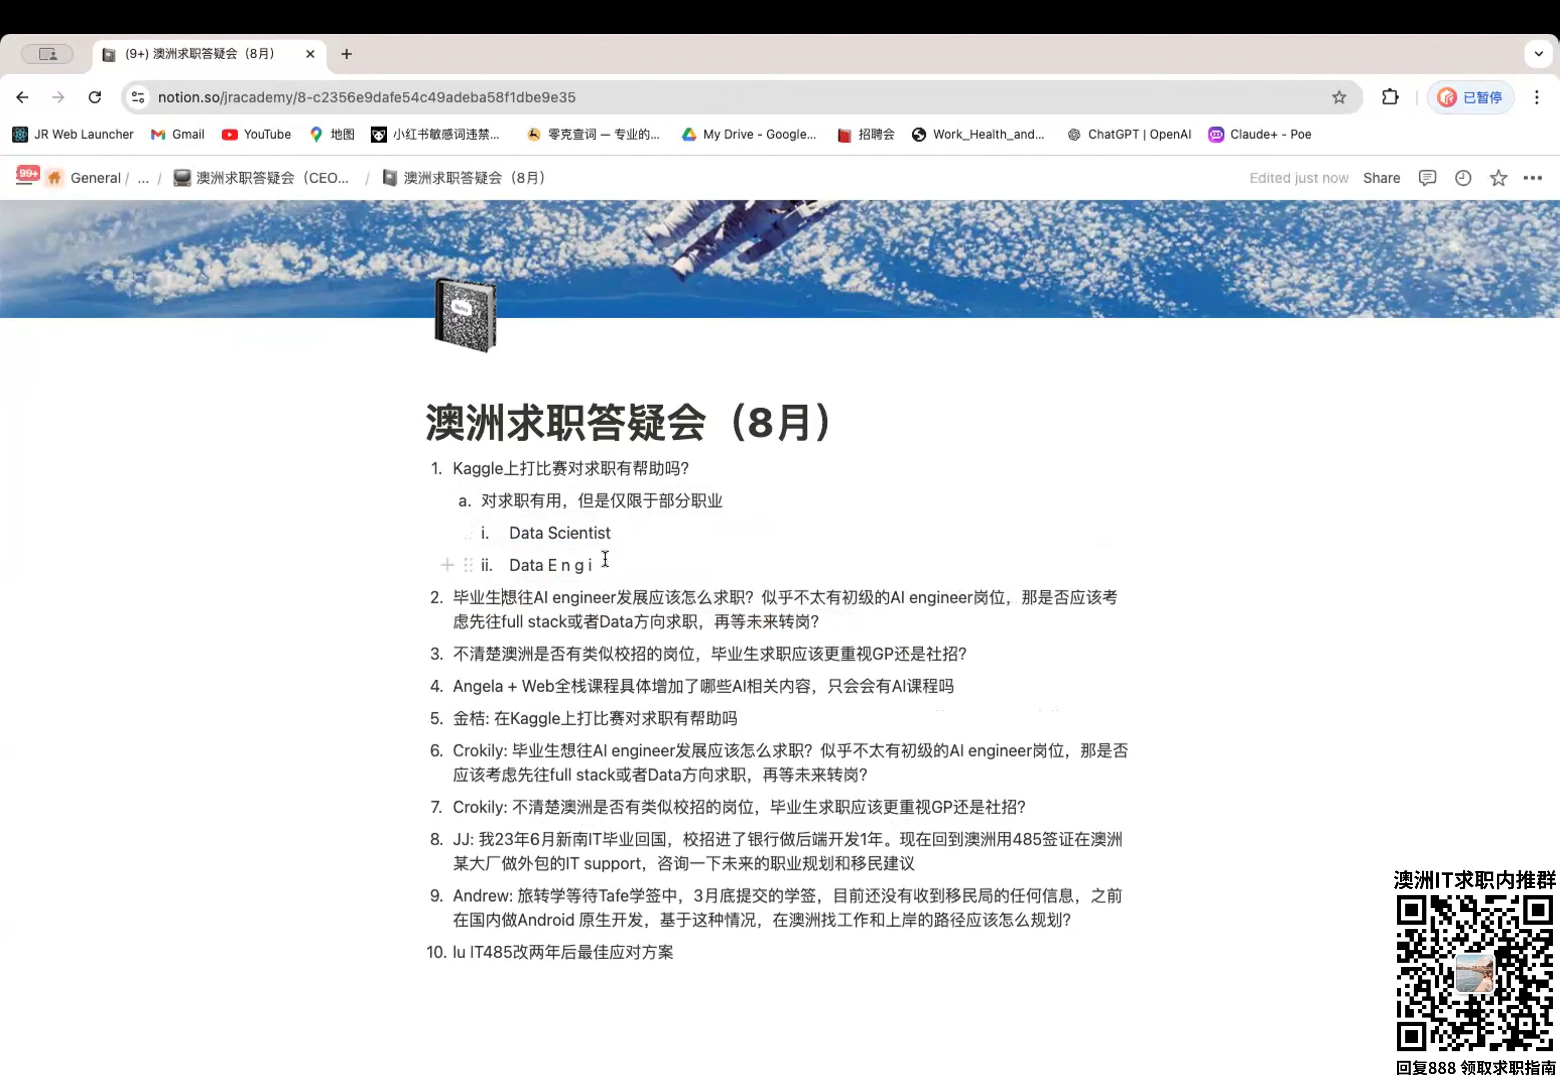 (9+) 澳洲求职答疑会（8月）
notion.so/jracademy/8-c2356e9dafe54c49adeba58f1dbe9e35
已暂停
JR Web Launcher
Gmail
YouTube
地图
小红书敏感词违禁...
零克查词 — 专业的...
My Drive - Google...
招聘会
Work_Health_and...
ChatGPT | OpenAI
Claude+ - Poe
99+
General / ... / 澳洲求职答疑会（CEO... / 澳洲求职答疑会（8月）
Edited just now Share
澳洲求职答疑会（8月）
1. Kaggle上打比赛对求职有帮助吗？
a. 对求职有用，但是仅限于部分职业
i. Data Scientist
ii. Data E n g i
2. 毕业生想往AI engineer发展应该怎么求职？似乎不太有初级的AI engineer岗位，那是否应该考
虑先往full stack或者Data方向求职，再等未来转岗？
3. 不清楚澳洲是否有类似校招的岗位，毕业生求职应该更重视GP还是社招？
4. Angela + Web全栈课程具体增加了哪些AI相关内容，只会会有AI课程吗
5. 金桔: 在Kaggle上打比赛对求职有帮助吗
6. Crokily: 毕业生想往AI engineer发展应该怎么求职？似乎不太有初级的AI engineer岗位，那是否
应该考虑先往full stack或者Data方向求职，再等未来转岗？
7. Crokily: 不清楚澳洲是否有类似校招的岗位，毕业生求职应该更重视GP还是社招？
8. JJ: 我23年6月新南IT毕业回国，校招进了银行做后端开发1年。现在回到澳洲用485签证在澳洲
某大厂做外包的IT support，咨询一下未来的职业规划和移民建议
9. Andrew: 旅转学等待Tafe学签中，3月底提交的学签，目前还没有收到移民局的任何信息，之前
在国内做Android 原生开发，基于这种情况，在澳洲找工作和上岸的路径应该怎么规划？
10. lu IT485改两年后最佳应对方案
澳洲IT求职内推群
回复888 领取求职指南